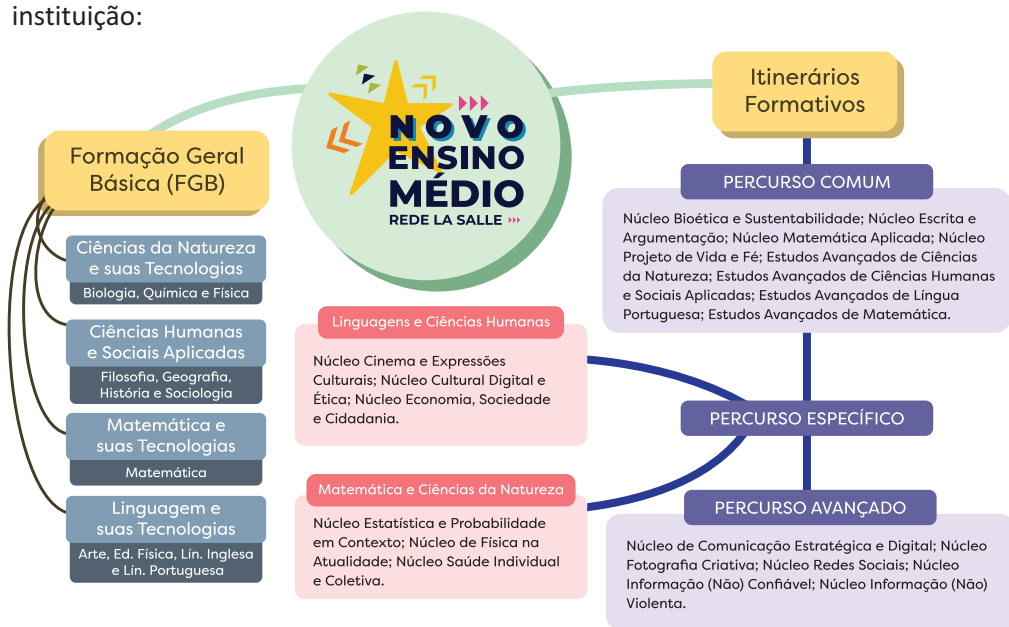 instituição:
NOVO
ENSINO
MÉDIO
REDE LA SALLE
Formação Geral
Básica (FGB)
Ciências da Natureza
e suas Tecnologias
Biologia, Química e Física
Ciências Humanas
e Sociais Aplicadas
Filosofia, Geografia,
História e Sociologia
Matemática e
suas Tecnologias
Matemática
Linguagem e
suas Tecnologias
Arte, Ed. Física, Lín. Inglesa
e Lín. Portuguesa
Itinerários
Formativos
PERCURSO COMUM
Núcleo Bioética e Sustentabilidade; Núcleo Escrita e
Argumentação; Núcleo Matemática Aplicada; Núcleo
Projeto de Vida e Fé; Estudos Avançados de Ciências
da Natureza; Estudos Avançados de Ciências Humanas
e Sociais Aplicadas; Estudos Avançados de Língua
Portuguesa; Estudos Avançados de Matemática.
PERCURSO ESPECÍFICO
Linguagens e Ciências Humanas
Núcleo Cinema e Expressões
Culturais; Núcleo Cultural Digital e
Ética; Núcleo Economia, Sociedade
e Cidadania.
Matemática e Ciências da Natureza
Núcleo Estatística e Probabilidade
em Contexto; Núcleo de Física na
Atualidade; Núcleo Saúde Individual
e Coletiva.
PERCURSO AVANÇADO
Núcleo de Comunicação Estratégica e Digital; Núcleo
Fotografia Criativa; Núcleo Redes Sociais; Núcleo
Informação (Não) Confiável; Núcleo Informação (Não)
Violenta.